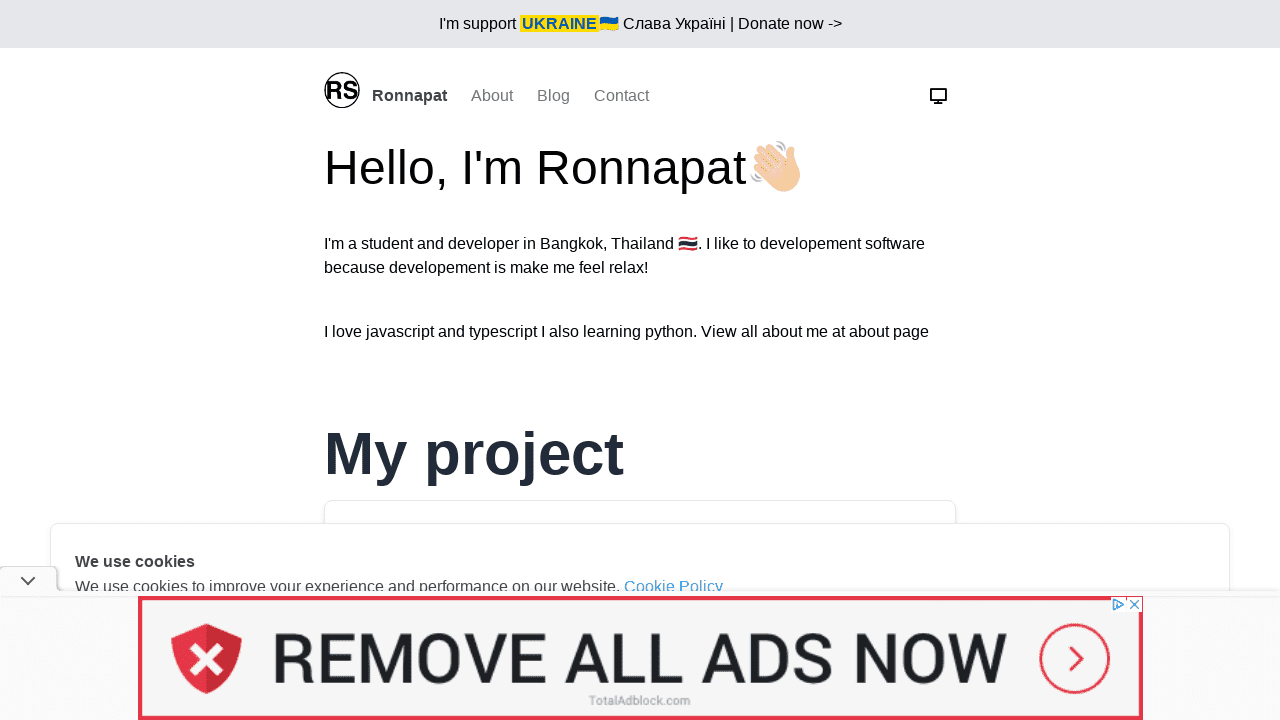 I'm support UKRAINE🇺🇦 Слава Україні | Donate now ->
RS Ronnapat About Blog Contact
Hello, I'm Ronnapat👋🏼
I'm a student and developer in Bangkok, Thailand 🇹🇭. I like to developement software
because developement is make me feel relax!
I love javascript and typescript I also learning python. View all about me at about page
My project
We use cookies
We use cookies to improve your experience and performance on our website. Cookie Policy
REMOVE ALL ADS NOW
TotalAdblock.com